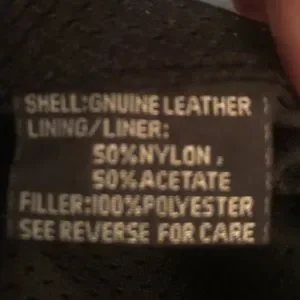 SHELL:GNUINE LEATHER
LINING/LINER:
50%NYLON,
50%ACETATE
FILLER:100%POLYESTER
SEE REVERSE FOR CARE